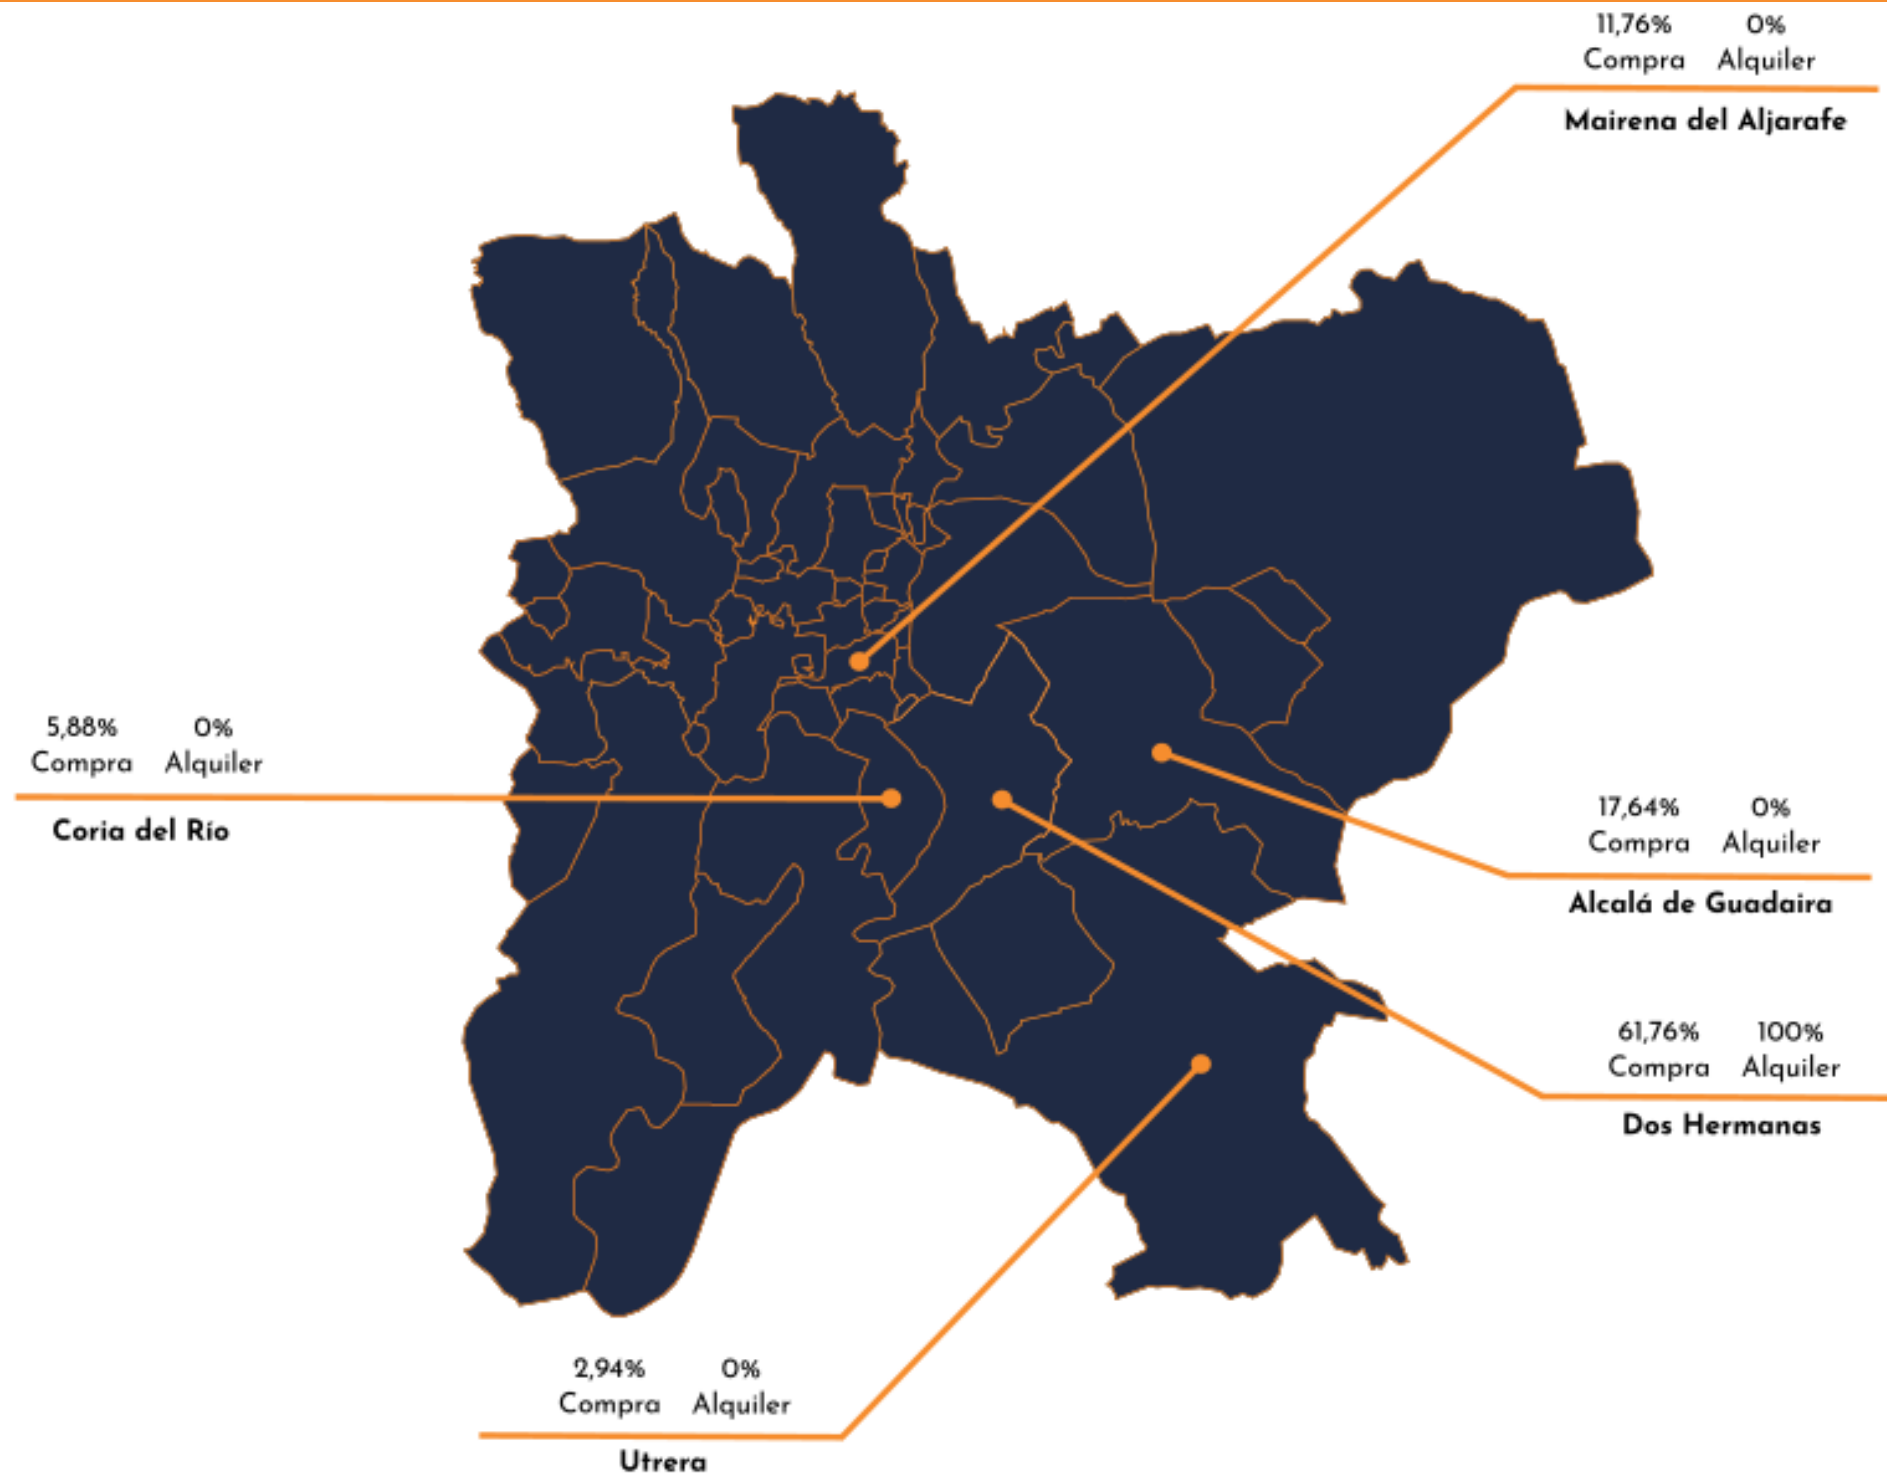 11,76% 0%
Compra Alquiler
Mairena del Aljarafe
5,88% 0%
Compra Alquiler
Coria del Río
17,64% 0%
Compra Alquiler
Alcalá de Guadaira
61,76% 100%
Compra Alquiler
Dos Hermanas
2,94% 0%
Compra Alquiler
Utrera